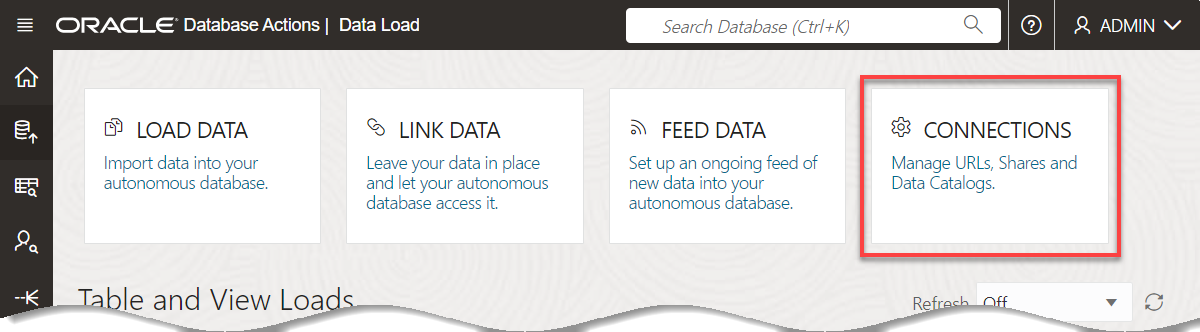 ORACLE Database Actions | Data Load
Search Database (Ctrl+K)
ADMIN
LOAD DATA
Import data into your
autonomous database.
LINK DATA
Leave your data in place
and let your autonomous
database access it.
FEED DATA
Set up an ongoing feed of
new data into your
autonomous database.
CONNECTIONS
Manage URLs, Shares and
Data Catalogs.
Table and View Loads
Refresh Off